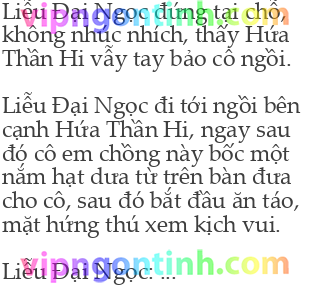 Liễu Đại Ngọc đứng tại chỗ,
không nhúc nhích, thấy Hứa
Thần Hi vẫy tay bảo cô ngồi.
Liễu Đại Ngọc đi tới ngồi bên
cạnh Hứa Thần Hi, ngay sau
đó cô em chồng này bốc một
nắm hạt dưa từ trên bàn đưa
cho cô, sau đó bắt đầu ăn táo,
mặt hứng thú xem kịch vui.
Liễu Đại Ngọc: ...
vipngontinh.com
vipngontinh.com